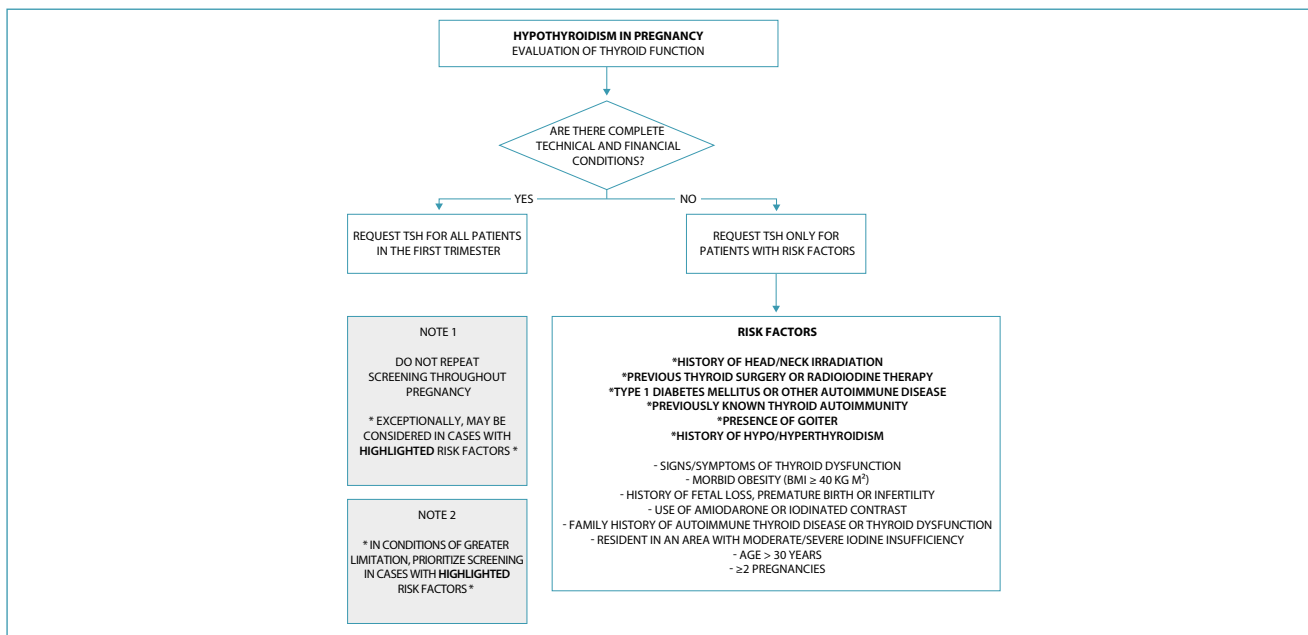 HYPOTHYROIDISM IN PREGNANCY
EVALUATION OF THYROID FUNCTION
ARE THERE COMPLETE
TECHNICAL AND FINANCIAL
CONDITIONS?
YES
NO
REQUEST TSH FOR ALL PATIENTS
IN THE FIRST TRIMESTER
REQUEST TSH ONLY FOR
PATIENTS WITH RISK FACTORS
NOTE 1
DO NOT REPEAT
SCREENING THROUGHOUT
PREGNANCY
* EXCEPTIONALLY, MAY BE
CONSIDERED IN CASES WITH
HIGHLIGHTED RISK FACTORS *
NOTE 2
* IN CONDITIONS OF GREATER
LIMITATION, PRIORITIZE SCREENING
IN CASES WITH HIGHLIGHTED
RISK FACTORS *
RISK FACTORS
*HISTORY OF HEAD/NECK IRRADIATION
*PREVIOUS THYROID SURGERY OR RADIOIODINE THERAPY
*TYPE 1 DIABETES MELLITUS OR OTHER AUTOIMMUNE DISEASE
*PREVIOUSLY KNOWN THYROID AUTOIMMUNITY
*PRESENCE OF GOITER
*HISTORY OF HYPO/HYPERTHYROIDISM
- SIGNS/SYMPTOMS OF THYROID DYSFUNCTION
- MORBID OBESITY (BMI ≥ 40 KG M²)
- HISTORY OF FETAL LOSS, PREMATURE BIRTH OR INFERTILITY
- USE OF AMIODARONE OR IODINATED CONTRAST
- FAMILY HISTORY OF AUTOIMMUNE THYROID DISEASE OR THYROID DYSFUNCTION
- RESIDENT IN AN AREA WITH MODERATE/SEVERE IODINE INSUFFICIENCY
- AGE > 30 YEARS
- ≥2 PREGNANCIES